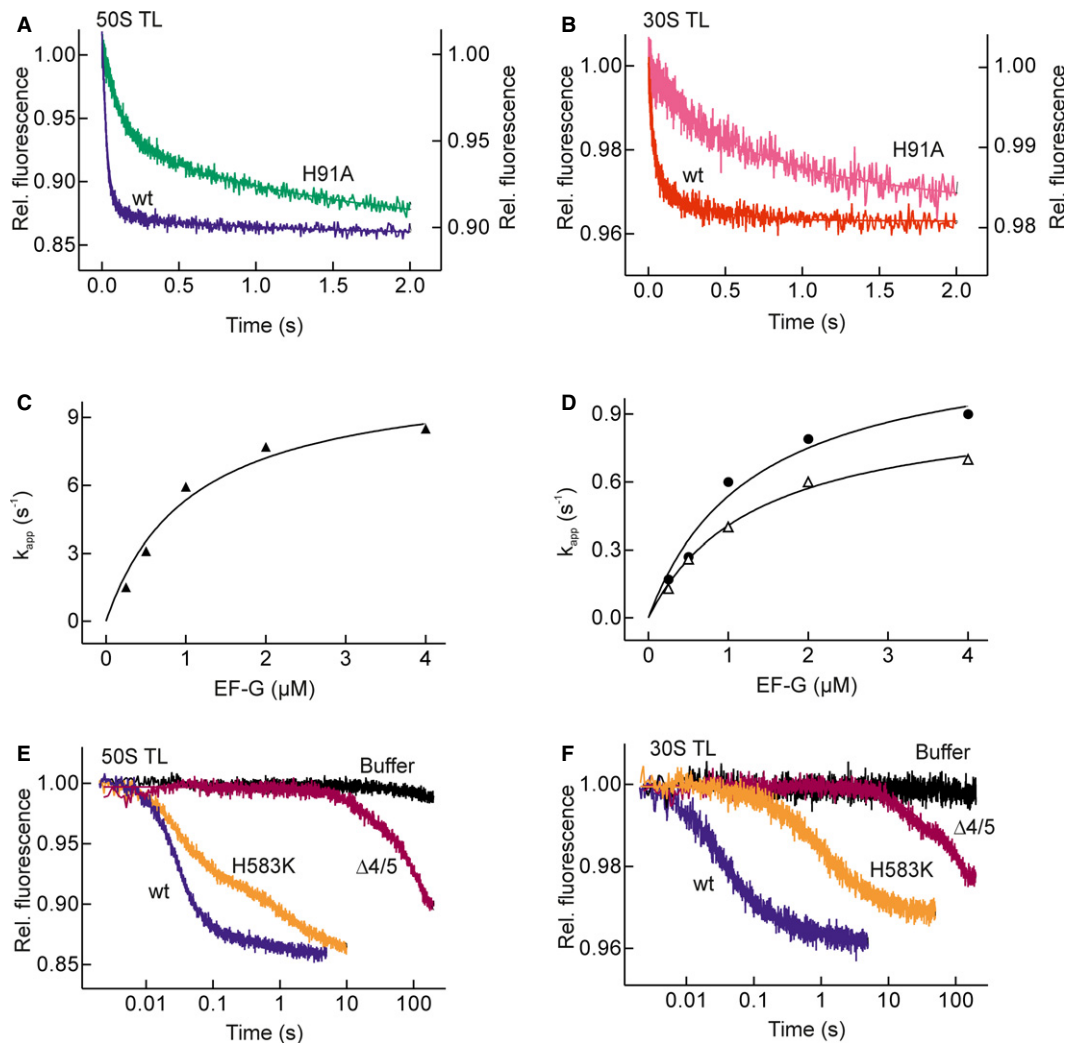 A
50S TL
Rel. fluorescence
1.00
0.95
0.90
0.85
H91A
wt
1.00
0.95
0.90
Rel. fluorescence
0.0 0.5 1.0 1.5 2.0
Time (s)
B
30S TL
Rel. fluorescence
1.00
0.98
0.96
H91A
wt
1.00
0.99
0.98
Rel. fluorescence
0.0 0.5 1.0 1.5 2.0
Time (s)
C
kapp (s-1)
9
6
3
0
0 1 2 3 4
EF-G (µM)
D
kapp (s-1)
0.9
0.6
0.3
0.0
0 1 2 3 4
EF-G (µM)
E
50S TL
Rel. fluorescence
1.00
0.95
0.90
0.85
Buffer
Δ4/5
H583K
wt
0.01 0.1 1 10 100
Time (s)
F
30S TL
Rel. fluorescence
1.00
0.98
0.96
Buffer
Δ4/5
H583K
wt
0.01 0.1 1 10 100
Time (s)